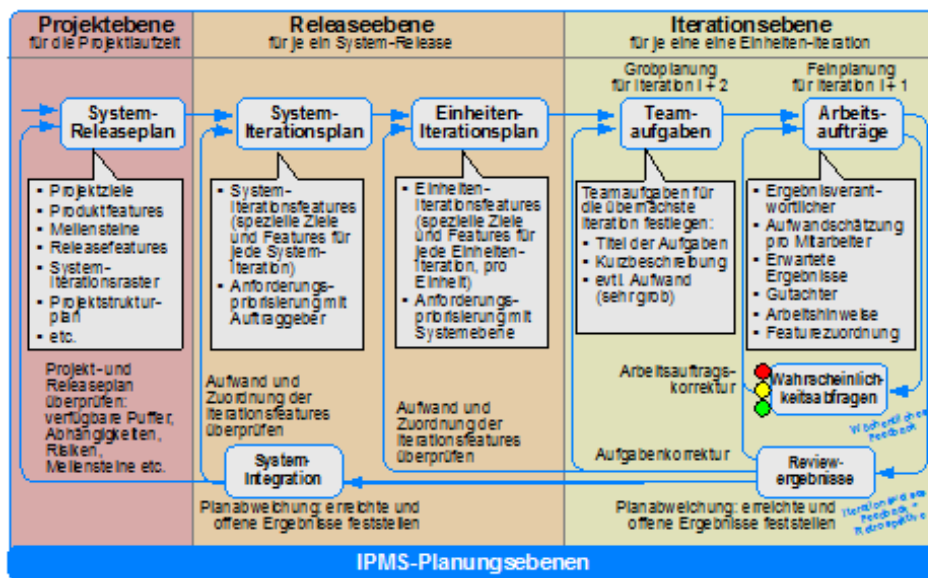 Projektebene
für die Projektlaufzeit
Releaseebene
für je ein System-Release
Iterationsebene
für je eine eine Einheiten-Iteration
Grobplanung
für Iteration I + 2
Feinplanung
für Iteration I + 1
System-
Releaseplan
System-
Iterationsplan
Einheiten-
Iterationsplan
Team-
aufgaben
Arbeits-
aufträge
▪ Projektziele
▪ Produktfeatures
▪ Meilensteine
▪ Releasefeatures
▪ System-
Iterationsraster
▪ Projektstruktur-
plan
▪ etc.
▪ System-
Iterationsfeatures
(spezielle Ziele
und Features für
jede System-
Iteration)
▪ Anforderungs-
priorisierung mit
Auftraggeber
▪ Einheiten-
Iterationsfeatures
(spezielle Ziele
und Features für
jede Einheiten-
Iteration, pro
Einheit)
▪ Anforderungs-
priorisierung mit
Systemebene
Teamaufgaben für
die übernächste
Iteration festlegen:
▪ Titel der Aufgaben
▪ Kurzbeschreibung
▪ evtl. Aufwand
(sehr grob)
▪ Ergebnisverant-
wortlicher
▪ Aufwandschätzung
pro Mitarbeiter
▪ Erwartete
Ergebnisse
▪ Gutachter
▪ Arbeitshinweise
▪ Featurezuordnung
Projekt- und
Releaseplan
überprüfen:
verfügbare Puffer,
Abhängigkeiten,
Risiken,
Meilensteine etc.
Aufwand und
Zuordnung der
Iterationsfeatures
überprüfen
Aufwand und
Zuordnung der
Iterationsfeatures
überprüfen
Arbeitsauftrags-
korrektur
Wahrscheinlich-
keitsabfragen
Wöchentliches
Feedback
Aufgabenkorrektur
System-
Integration
Review-
ergebnisse
Planabweichung: erreichte und
offene Ergebnisse feststellen
Planabweichung: erreichte und
offene Ergebnisse feststellen
Feedback =
Retrospektive
IPMS-Planungsebenen